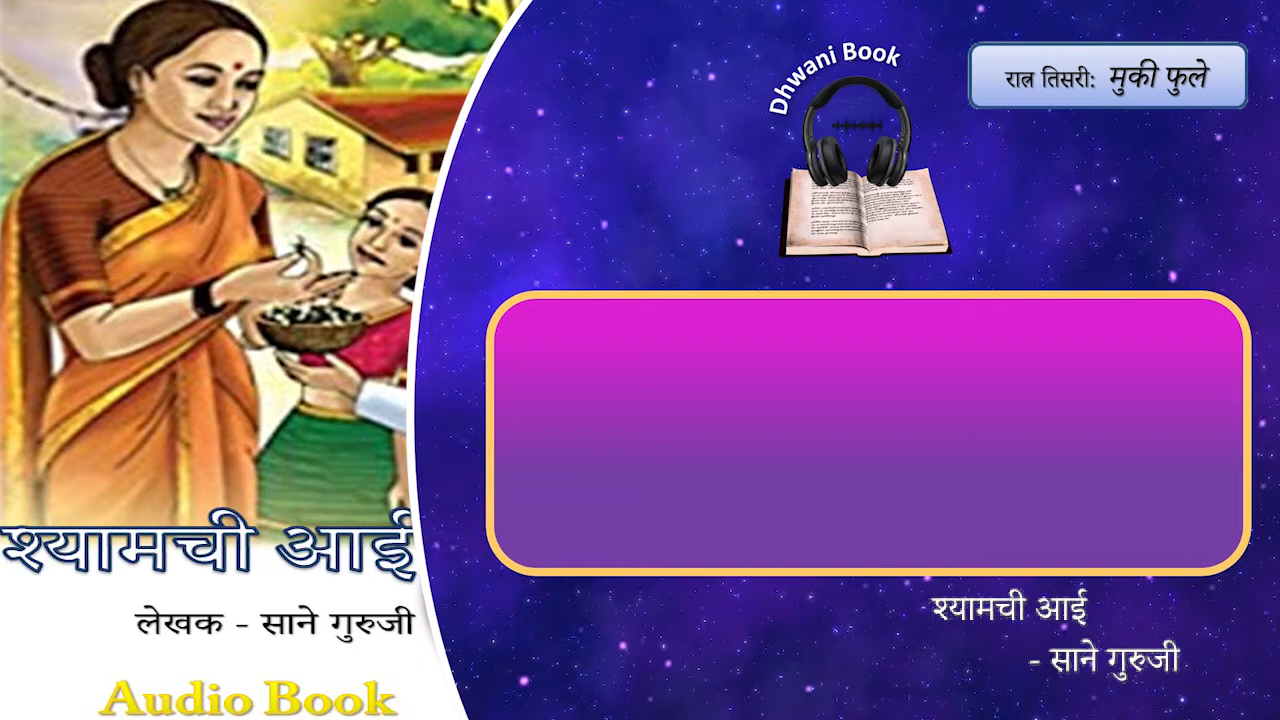 Dhwani Book
रात्र तिसरी: मुकी फुले
श्यामची आई
लेखक - साने गुरुजी
Audio Book
श्यामची आई
- साने गुरुजी